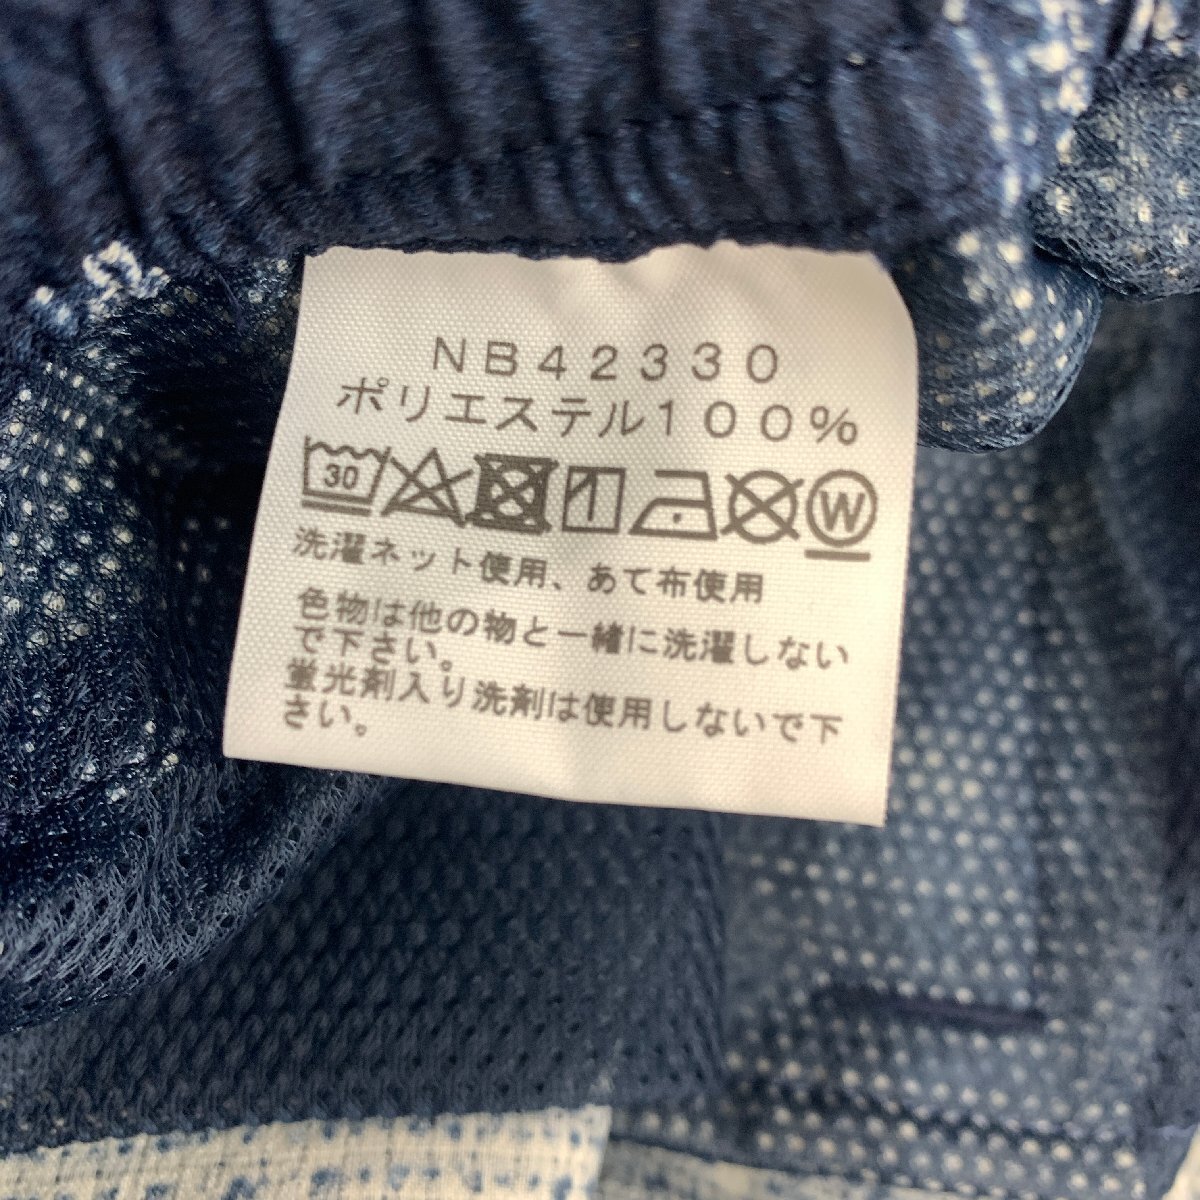 NB42330
ポリエステル100%
30 W
洗濯ネット使用、あて布使用
色物は他の物と一緒に洗濯しない
で下さい。
蛍光剤入り洗剤は使用しないで下
さい。